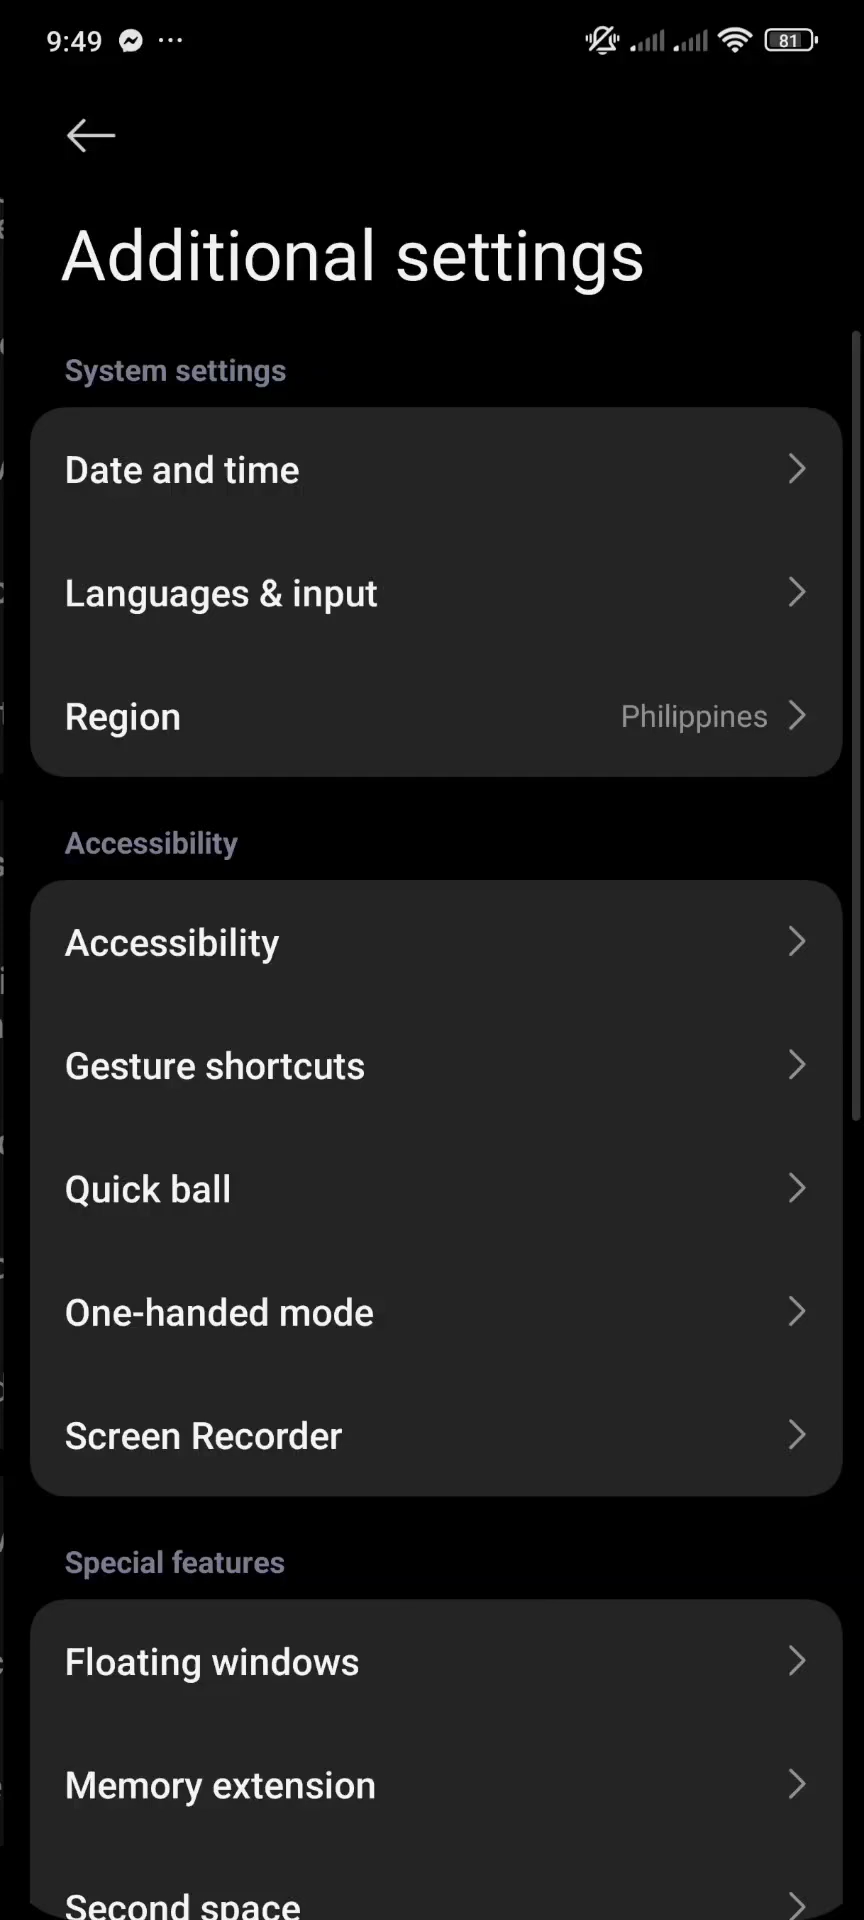 9:49 ... 81
Additional settings
System settings
Date and time
Languages & input
Region Philippines
Accessibility
Accessibility
Gesture shortcuts
Quick ball
One-handed mode
Screen Recorder
Special features
Floating windows
Memory extension
Second space